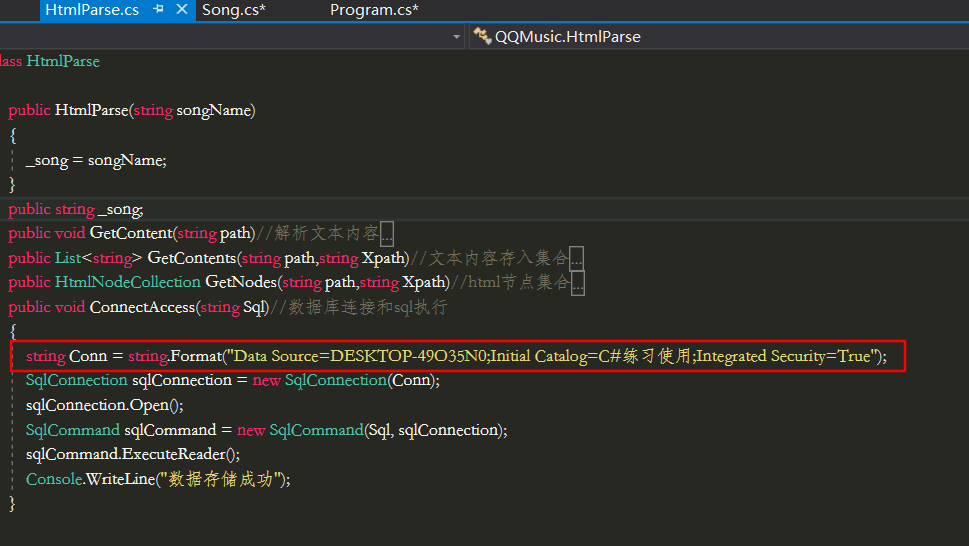 HtmlParse.cs Song.cs* Program.cs*
QQMusic.HtmlParse
lass HtmlParse
public HtmlParse(string songName)
{
_song = songName;
}
public string _song;
public void GetContent(string path)//解析文本内容...
public List<string> GetContents(string path,string Xpath)//文本内容存入集合...
public HtmlNodeCollection GetNodes(string path,string Xpath)//html节点集合...
public void ConnectAccess(string Sql)//数据库连接和sql执行
{
string Conn = string.Format("Data Source=DESKTOP-49O35N0;Initial Catalog=C#练习使用;Integrated Security=True");
SqlConnection sqlConnection = new SqlConnection(Conn);
sqlConnection.Open();
SqlCommand sqlCommand = new SqlCommand(Sql, sqlConnection);
sqlCommand.ExecuteReader();
Console.WriteLine("数据存储成功");
}